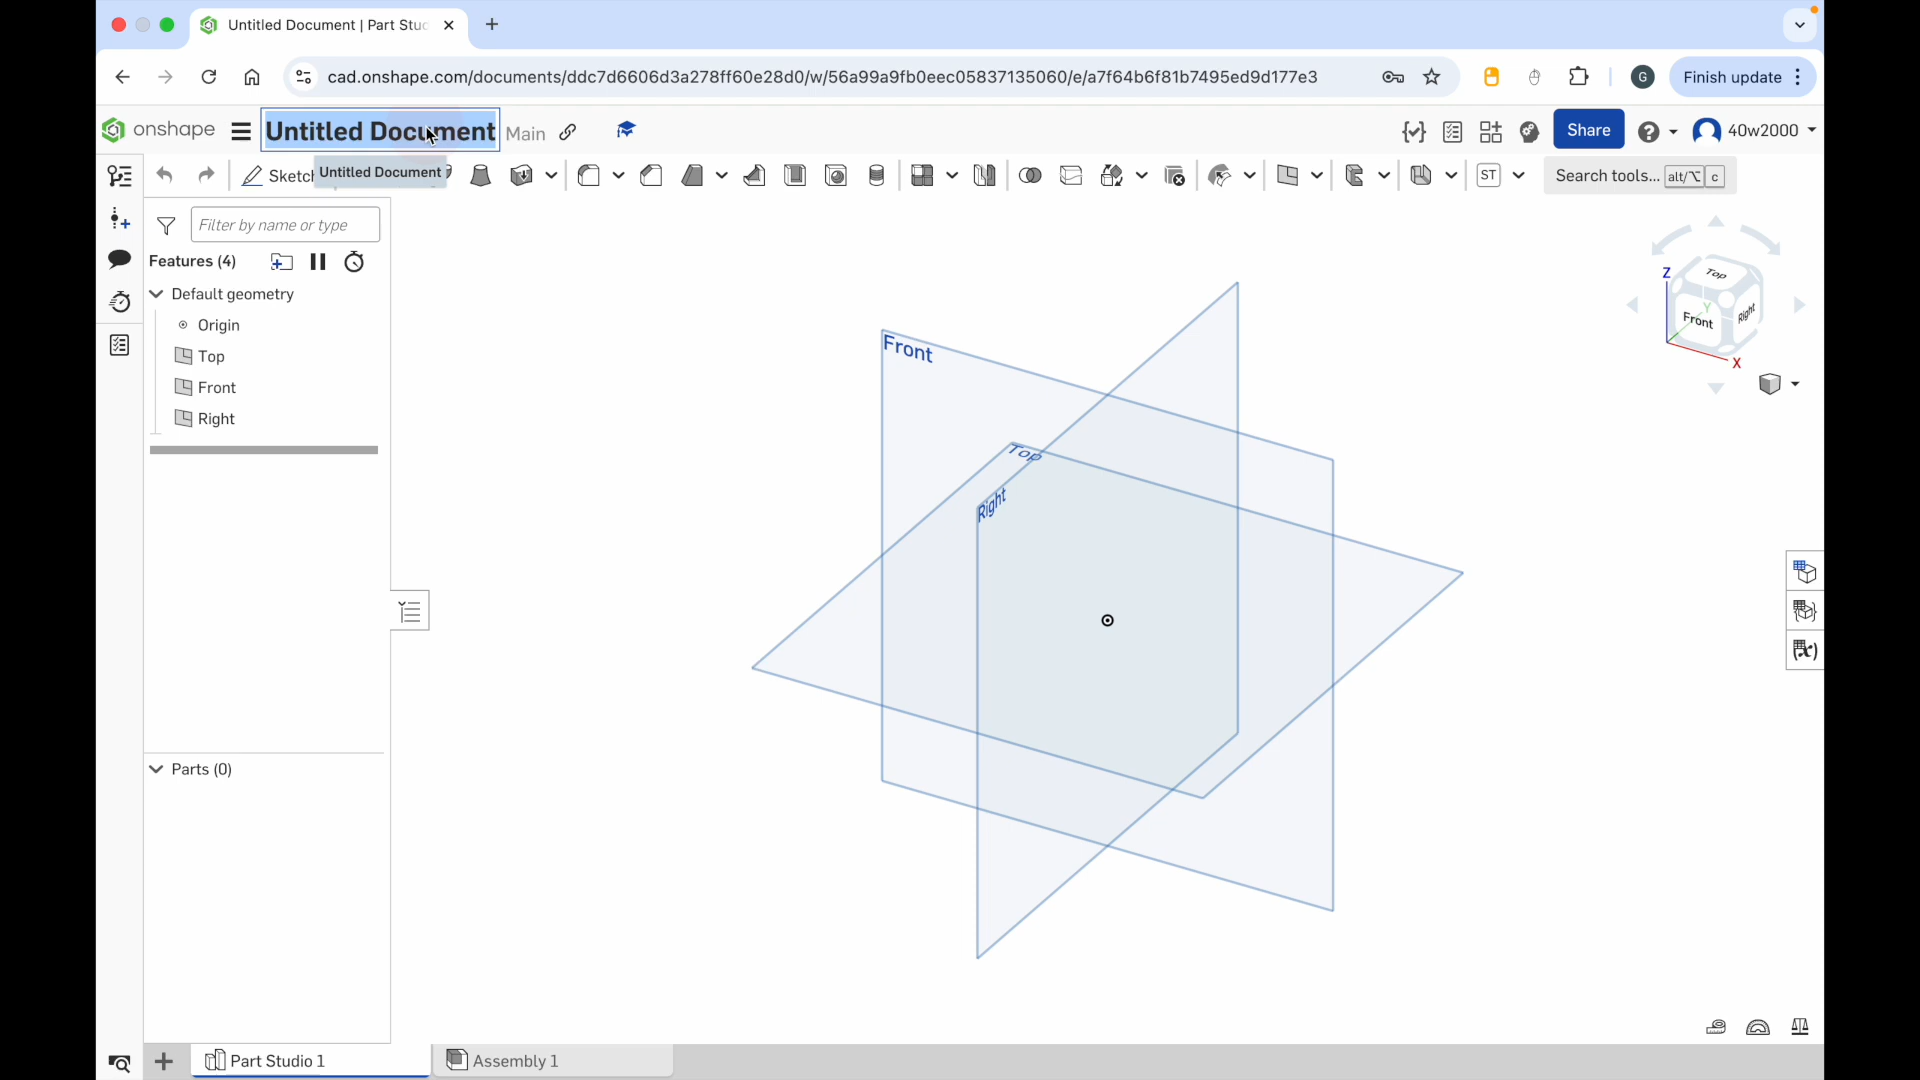 Untitled Document | Part Stu
cad.onshape.com/documents/ddc7d6606d3a278ff60e28d0/w/56a99a9fb0eec05837135060/e/a7f64b6f81b7495ed9d177e3
G
Finish update
onshape
Untitled Document
Main
Share
40w2000
Sketch
Untitled Document
ST
Search tools... alt/⌥ c
Filter by name or type
Features (4)
Default geometry
Origin
Top
Front
Right
Parts (0)
Front
Top
Right
Z
Top
Y
Front
Right
X
Part Studio 1
Assembly 1